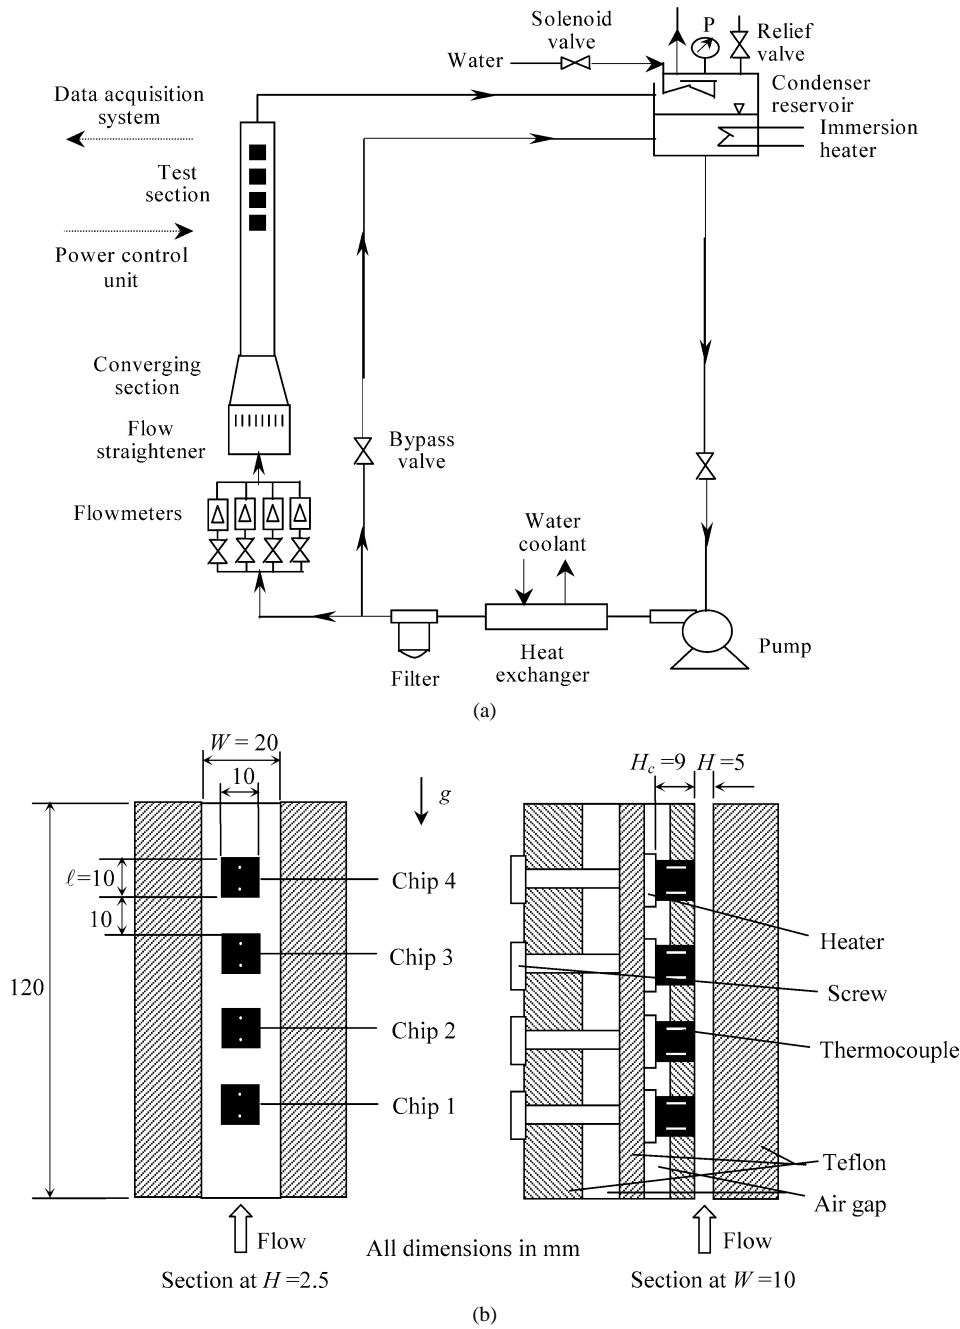 Solenoid
valve
P
Relief
valve
Water
Condenser
reservoir
Immersion
heater
Data acquisition
system
Test
section
Power control
unit
Converging
section
Flow
straightener
Bypass
valve
Flowmeters
Water
coolant
Filter
Heat
exchanger
Pump
(a)
W = 20
10
g
Hc =9
H =5
ℓ=10
10
120
Chip 4
Chip 3
Chip 2
Chip 1
Heater
Screw
Thermocouple
Teflon
Air gap
Flow
Flow
All dimensions in mm
Section at H =2.5
Section at W =10
(b)